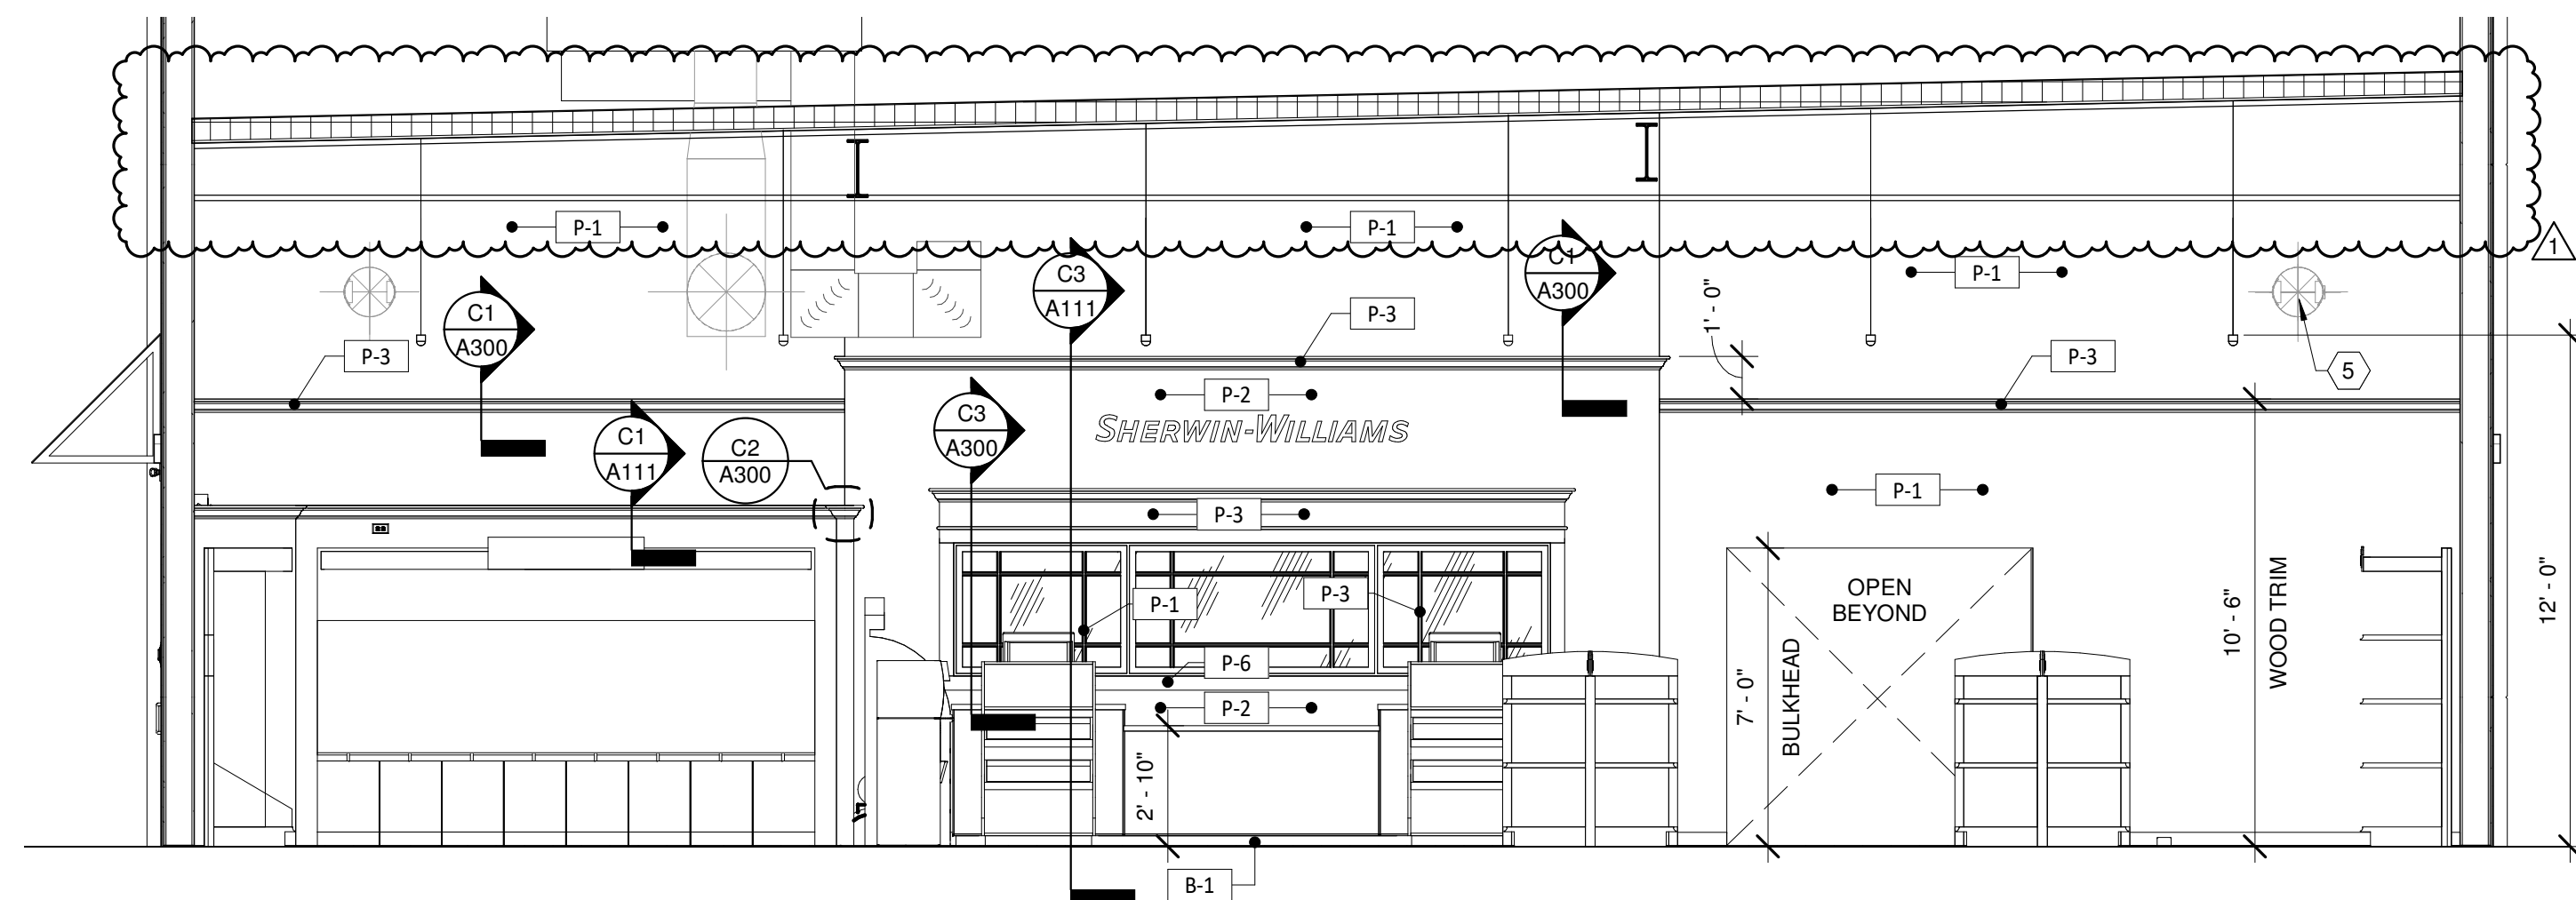 P-1
P-1
1
C1
A300
C3
A111
P-1
C1
A300
P-3
1' - 0"
P-3
P-3
5
P-2
C3
A300
SHERWIN-WILLIAMS
C1
A111
C2
A300
P-1
P-3
OPEN
BEYOND
P-1
P-3
10' - 6"
WOOD TRIM
12' - 0"
P-6
7' - 0"
BULKHEAD
P-2
2' - 10"
B-1